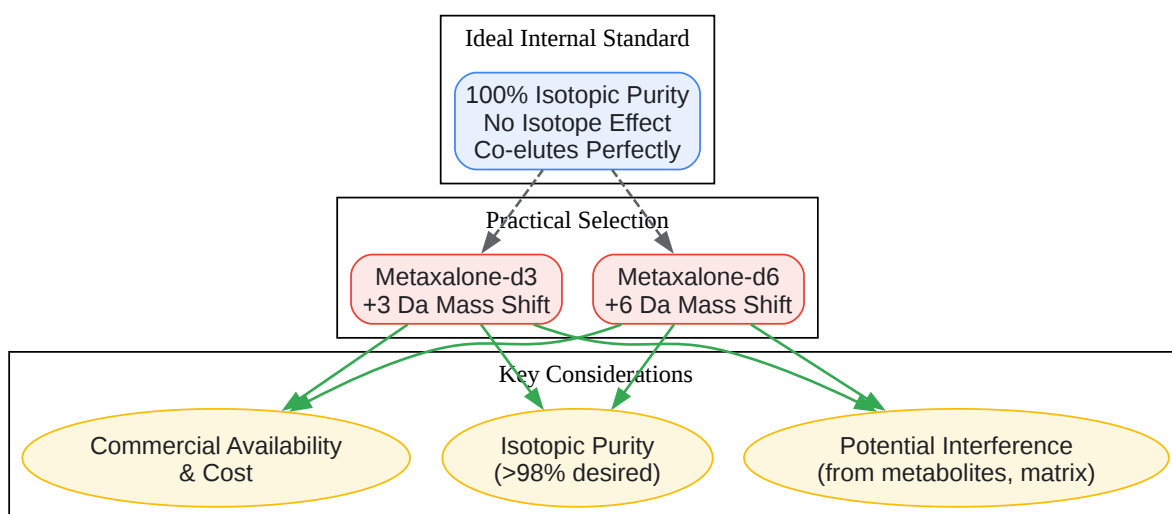 Ideal Internal Standard
100% Isotopic Purity
No Isotope Effect
Co-elutes Perfectly
Practical Selection
Metaxalone-d3
+3 Da Mass Shift
Metaxalone-d6
+6 Da Mass Shift
Key Considerations
Commercial Availability
& Cost
Isotopic Purity
(>98% desired)
Potential Interference
(from metabolites, matrix)